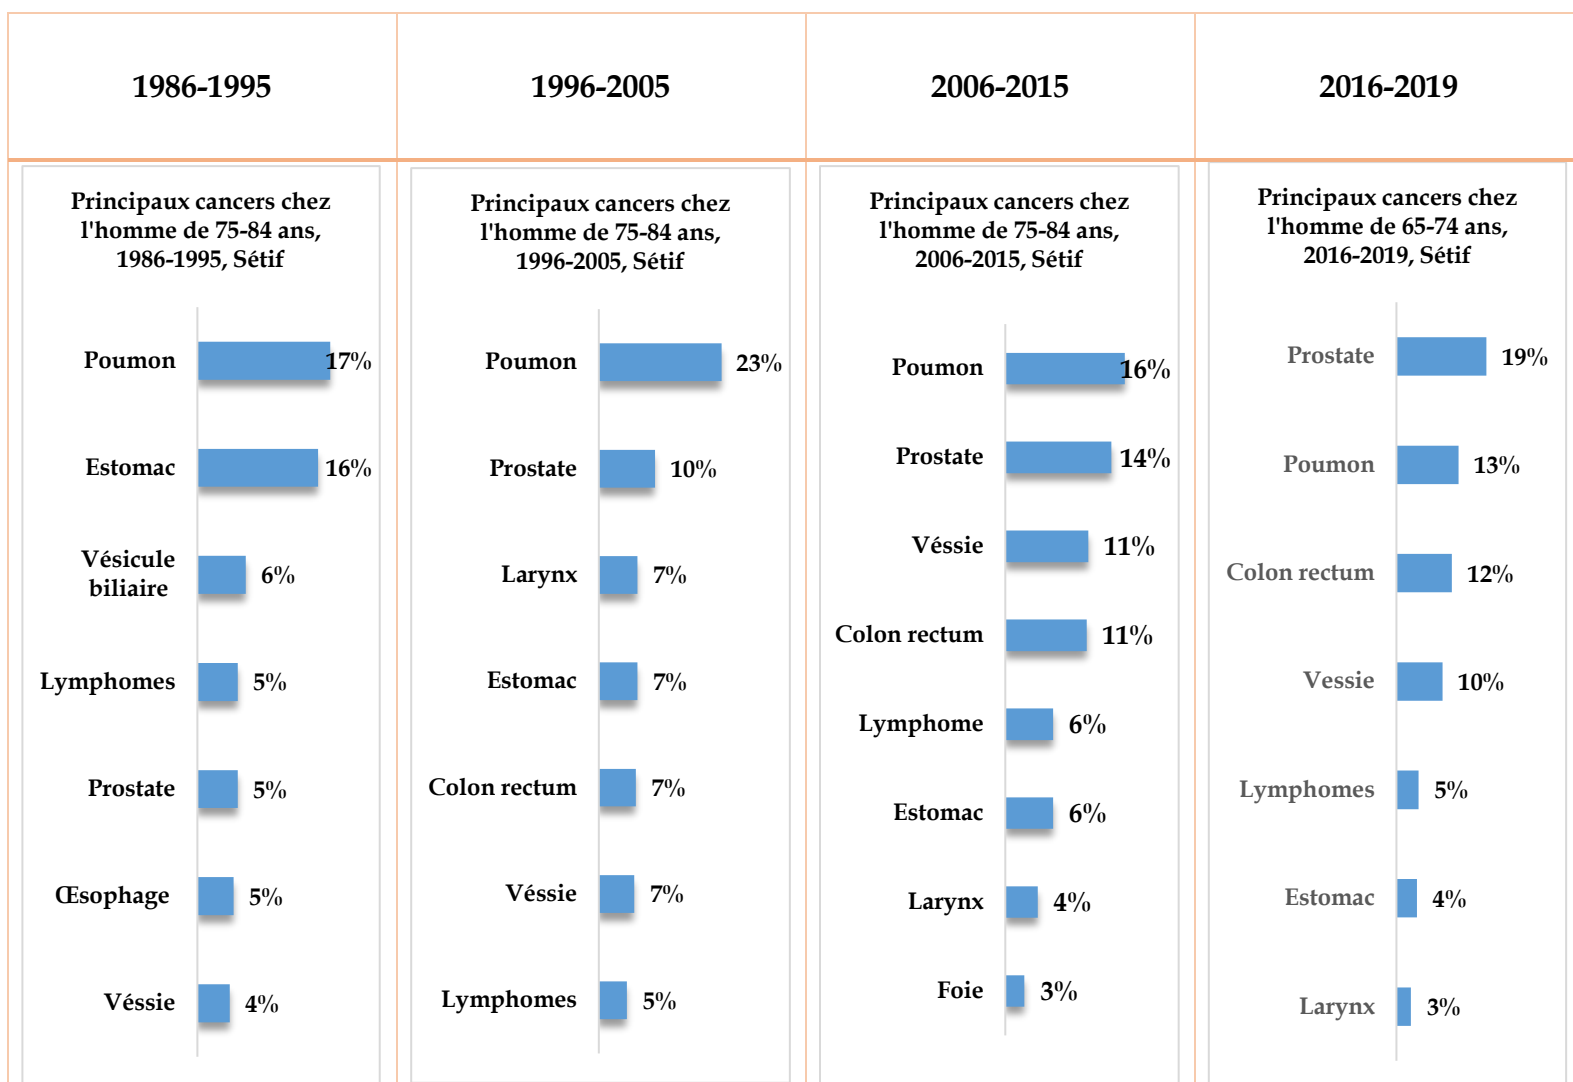 1986-1995
1996-2005
2006-2015
2016-2019
Principaux cancers chez
l'homme de 75-84 ans,
1986-1995, Sétif
Poumon 17%
Estomac 16%
Vésicule
biliaire 6%
Lymphomes 5%
Prostate 5%
Œsophage 5%
Véssie 4%
Principaux cancers chez
l'homme de 75-84 ans,
1996-2005, Sétif
Poumon 23%
Prostate 10%
Larynx 7%
Estomac 7%
Colon rectum 7%
Véssie 7%
Lymphomes 5%
Principaux cancers chez
l'homme de 75-84 ans,
2006-2015, Sétif
Poumon 16%
Prostate 14%
Véssie 11%
Colon rectum 11%
Lymphome 6%
Estomac 6%
Larynx 4%
Foie 3%
Principaux cancers chez
l'homme de 65-74 ans,
2016-2019, Sétif
Prostate 19%
Poumon 13%
Colon rectum 12%
Vessie 10%
Lymphomes 5%
Estomac 4%
Larynx 3%